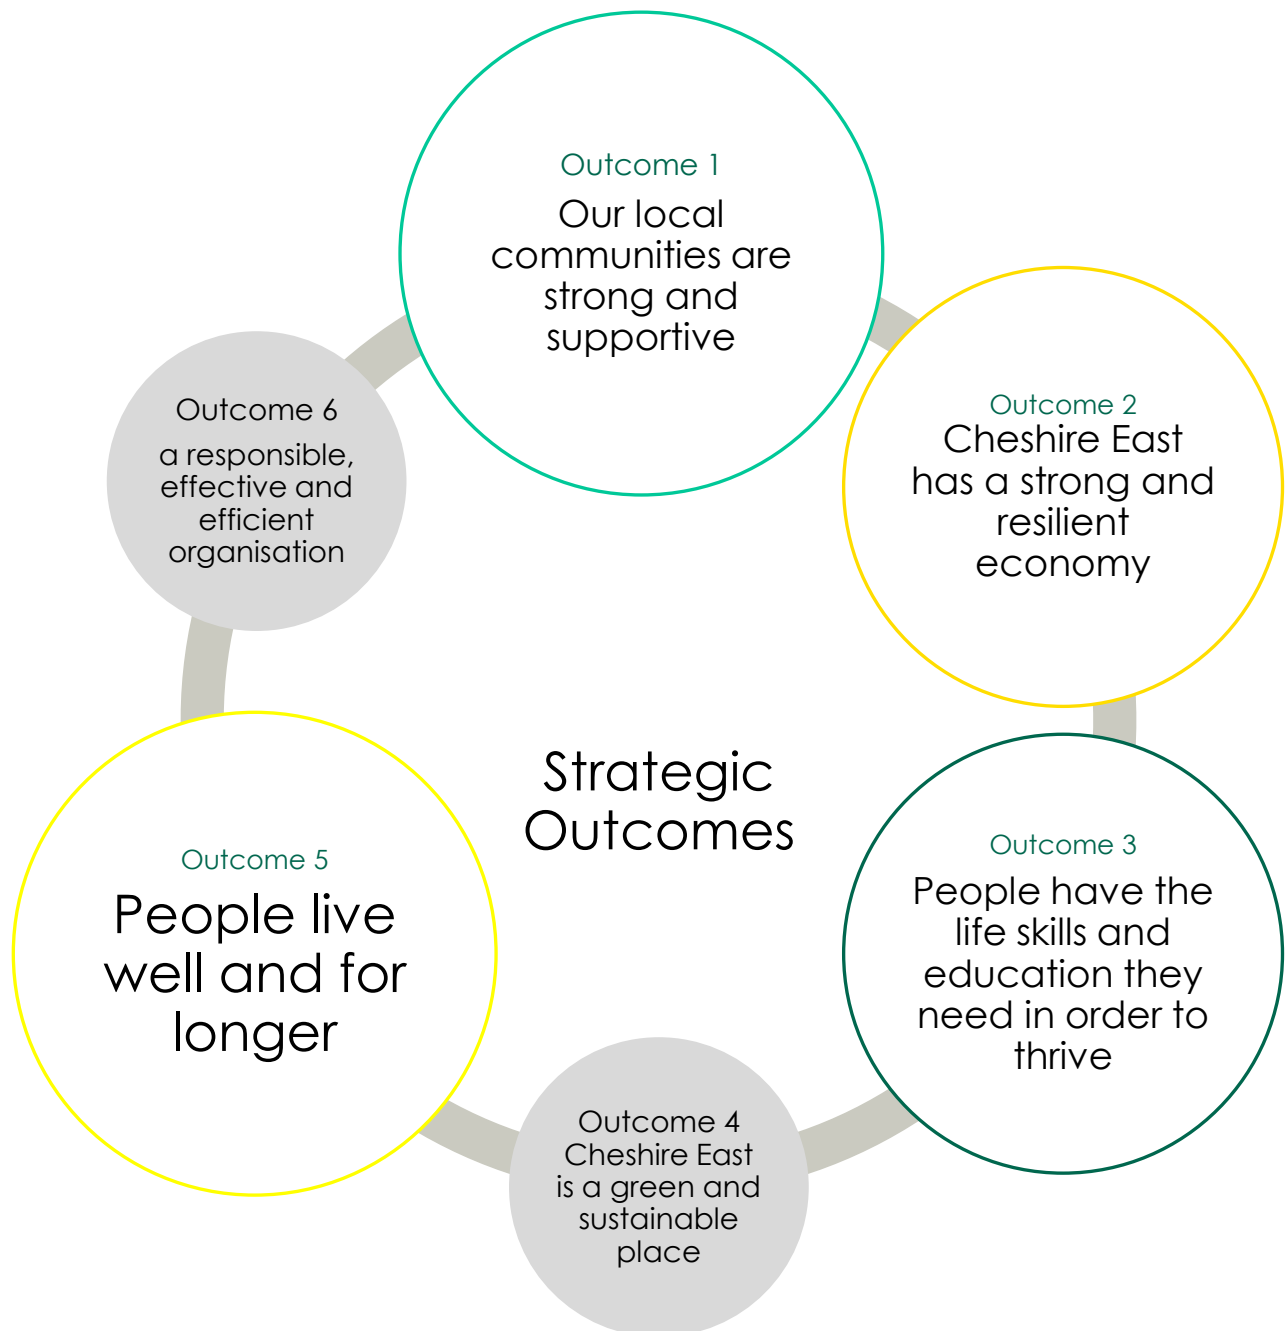 Outcome 1
Our local
communities are
strong and
supportive
Outcome 2
Cheshire East
has a strong and
resilient
economy
Outcome 3
People have the
life skills and
education they
need in order to
thrive
Outcome 4
Cheshire East
is a green and
sustainable
place
Outcome 5
People live
well and for
longer
Outcome 6
a responsible,
effective and
efficient
organisation
Strategic
Outcomes